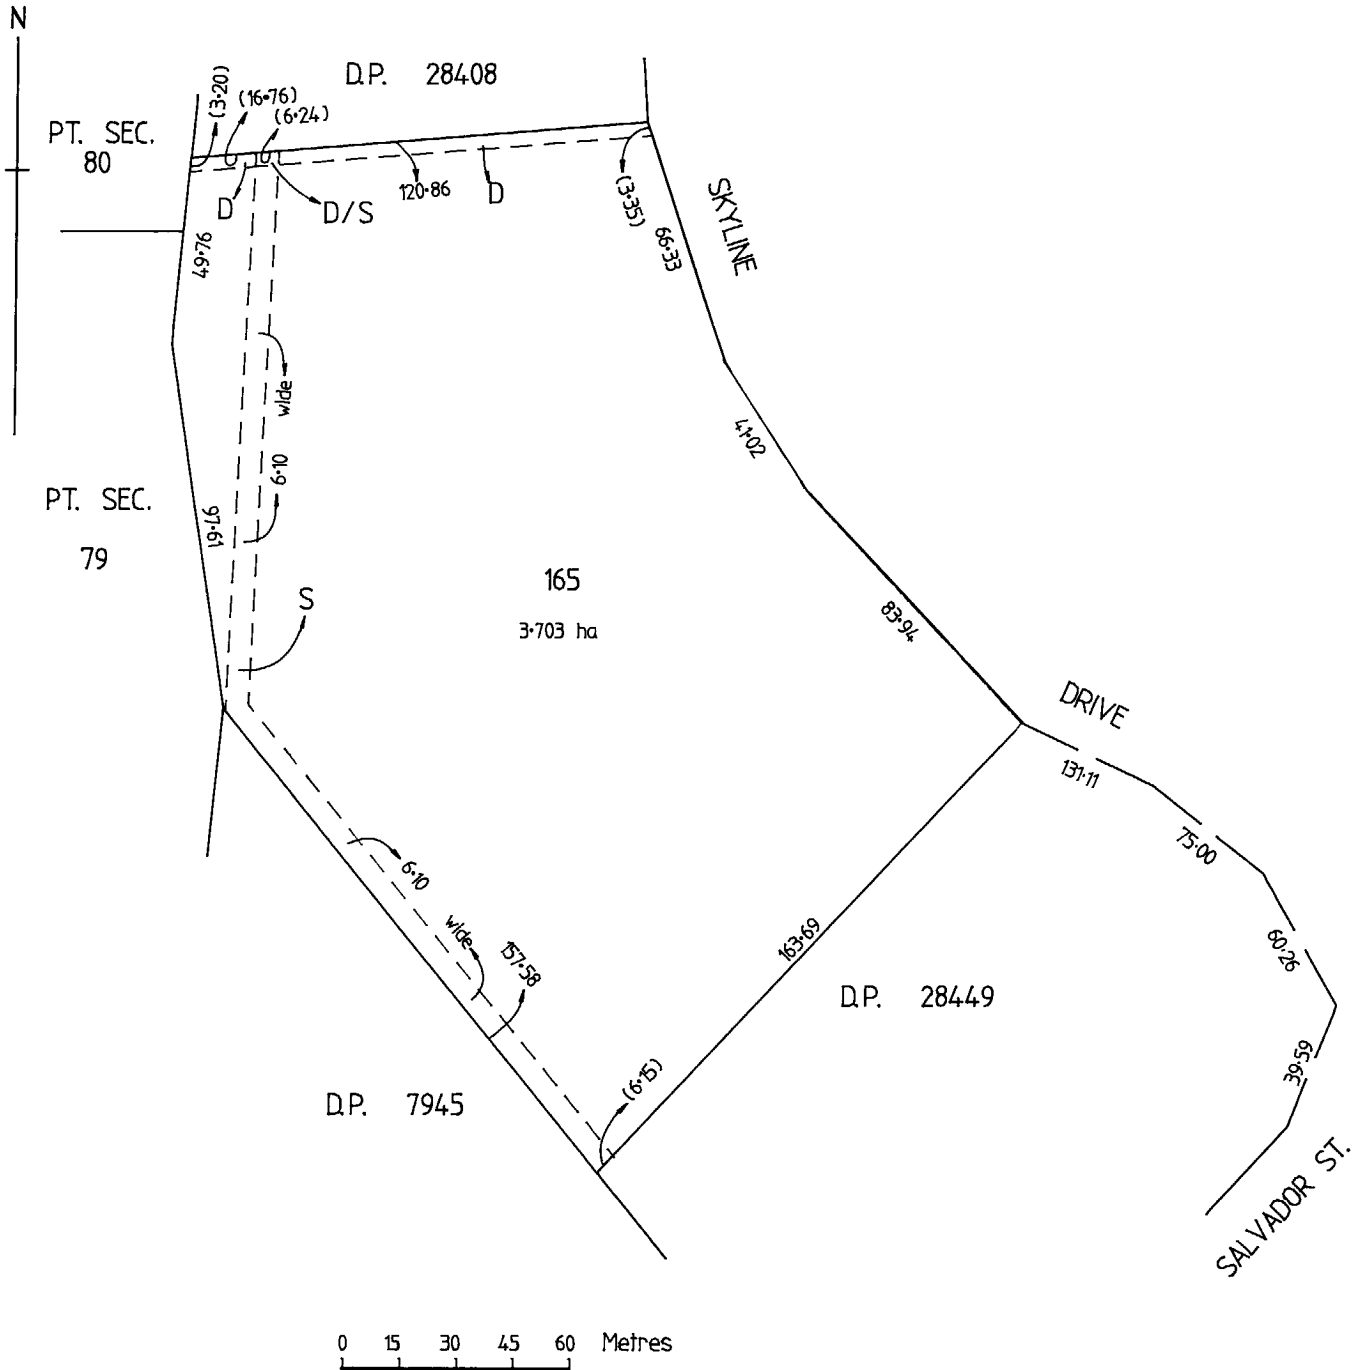 N
D.P. 28408
PT. SEC.
80
(3·20)
(16·76)
(6·24)
D
D/S
120·86
D
(3·35)
66·33
SKYLINE
49·76
wide
6·10
41·02
PT. SEC.
79
97·61
S
165
3·703 ha
83·94
DRIVE
131·11
75·00
60·26
39·59
SALVADOR ST.
6·10
wide
157·58
163·69
D.P. 28449
(6·15)
D.P. 7945
0 15 30 45 60 Metres